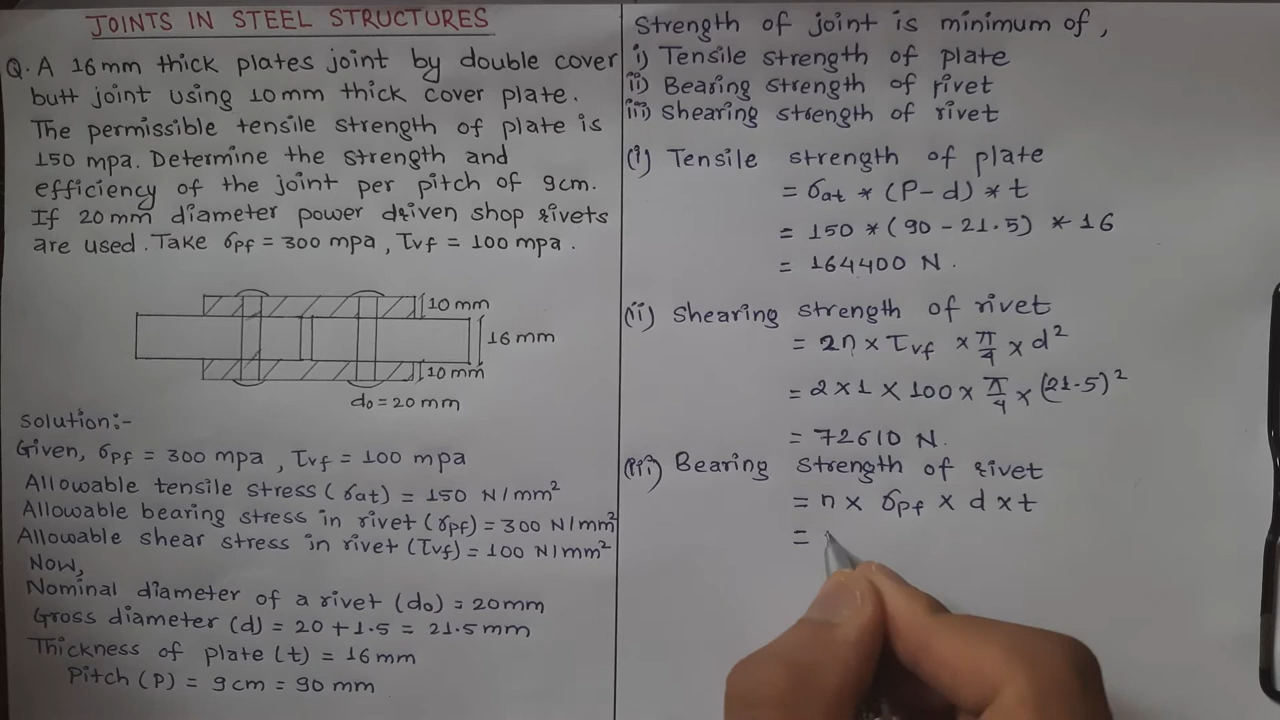 JOINTS IN STEEL STRUCTURES
Q. A 16mm thick plates joint by double cover
butt joint using 10mm thick cover plate.
The permissible tensile strength of plate is
150 mpa. Determine the strength and
efficiency of the joint per pitch of 9cm.
If 20mm diameter power driven shop rivets
are used. Take σpf = 300 mpa, τvf = 100 mpa.
10 mm
16 mm
10 mm
do = 20 mm
Solution:-
Given, σpf = 300 mpa, τvf = 100 mpa
Allowable tensile stress (σat) = 150 N/mm²
Allowable bearing stress in rivet (σpf) = 300 N/mm²
Allowable shear stress in rivet (τvf) = 100 N/mm²
Now,
Nominal diameter of a rivet (do) = 20mm
Gross diameter (d) = 20 + 1.5 = 21.5mm
Thickness of plate (t) = 16mm
Pitch (P) = 9cm = 90 mm
Strength of joint is minimum of,
i) Tensile strength of plate
ii) Bearing strength of rivet
iii) Shearing strength of rivet
(i) Tensile strength of plate
= σat * (P - d) * t
= 150 * (90 - 21.5) * 16
= 164400 N.
(ii) Shearing strength of rivet
= 2n × τvf × π/4 × d²
= 2 × 1 × 100 × π/4 × (21.5)²
= 72610 N.
(iii) Bearing strength of rivet
= n × σpf × d × t
=